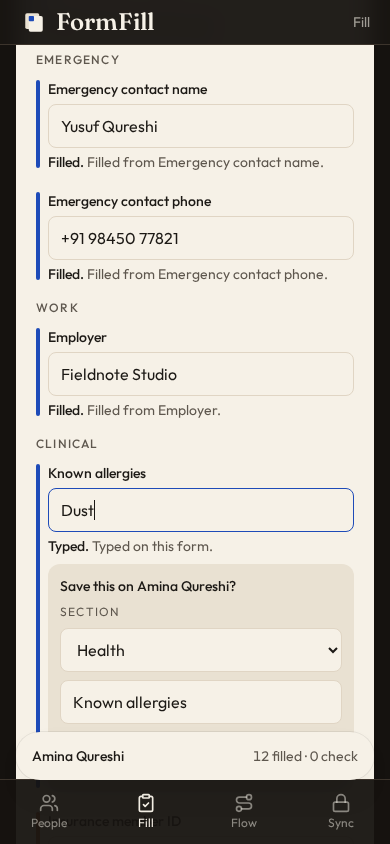 FormFill
Fill
EMERGENCY
Emergency contact name
Yusuf Qureshi
Filled. Filled from Emergency contact name.
Emergency contact phone
+91 98450 77821
Filled. Filled from Emergency contact phone.
WORK
Employer
Fieldnote Studio
Filled. Filled from Employer.
CLINICAL
Known allergies
Dust
Typed. Typed on this form.
Save this on Amina Qureshi?
SECTION
Health
Known allergies
Amina Qureshi
12 filled · 0 check
Insurance member ID
People
Fill
Flow
Sync